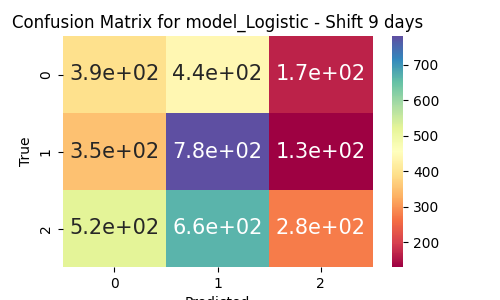 Confusion Matrix for model_Logistic - Shift 9 days
0 3.9e+02 4.4e+02 1.7e+02
1 3.5e+02 7.8e+02 1.3e+02
2 5.2e+02 6.6e+02 2.8e+02
True
0 1 2
Predicted
700
600
500
400
300
200